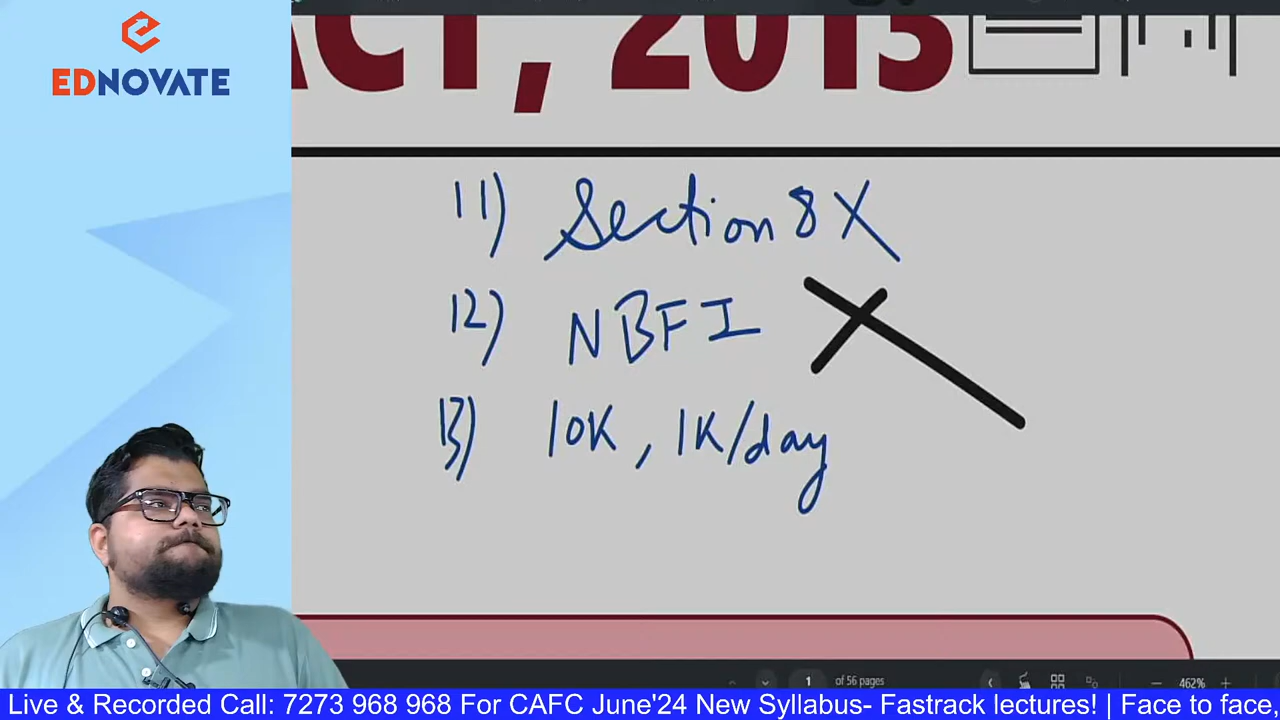 EDNOVATE
ACT, 2013
11) Section 8 X
12) NBFI X
13) 10K, 1K/day
1 of 56 pages
462%
Live & Recorded Call: 7273 968 968 For CAFC June'24 New Syllabus- Fastrack lectures! | Face to face,